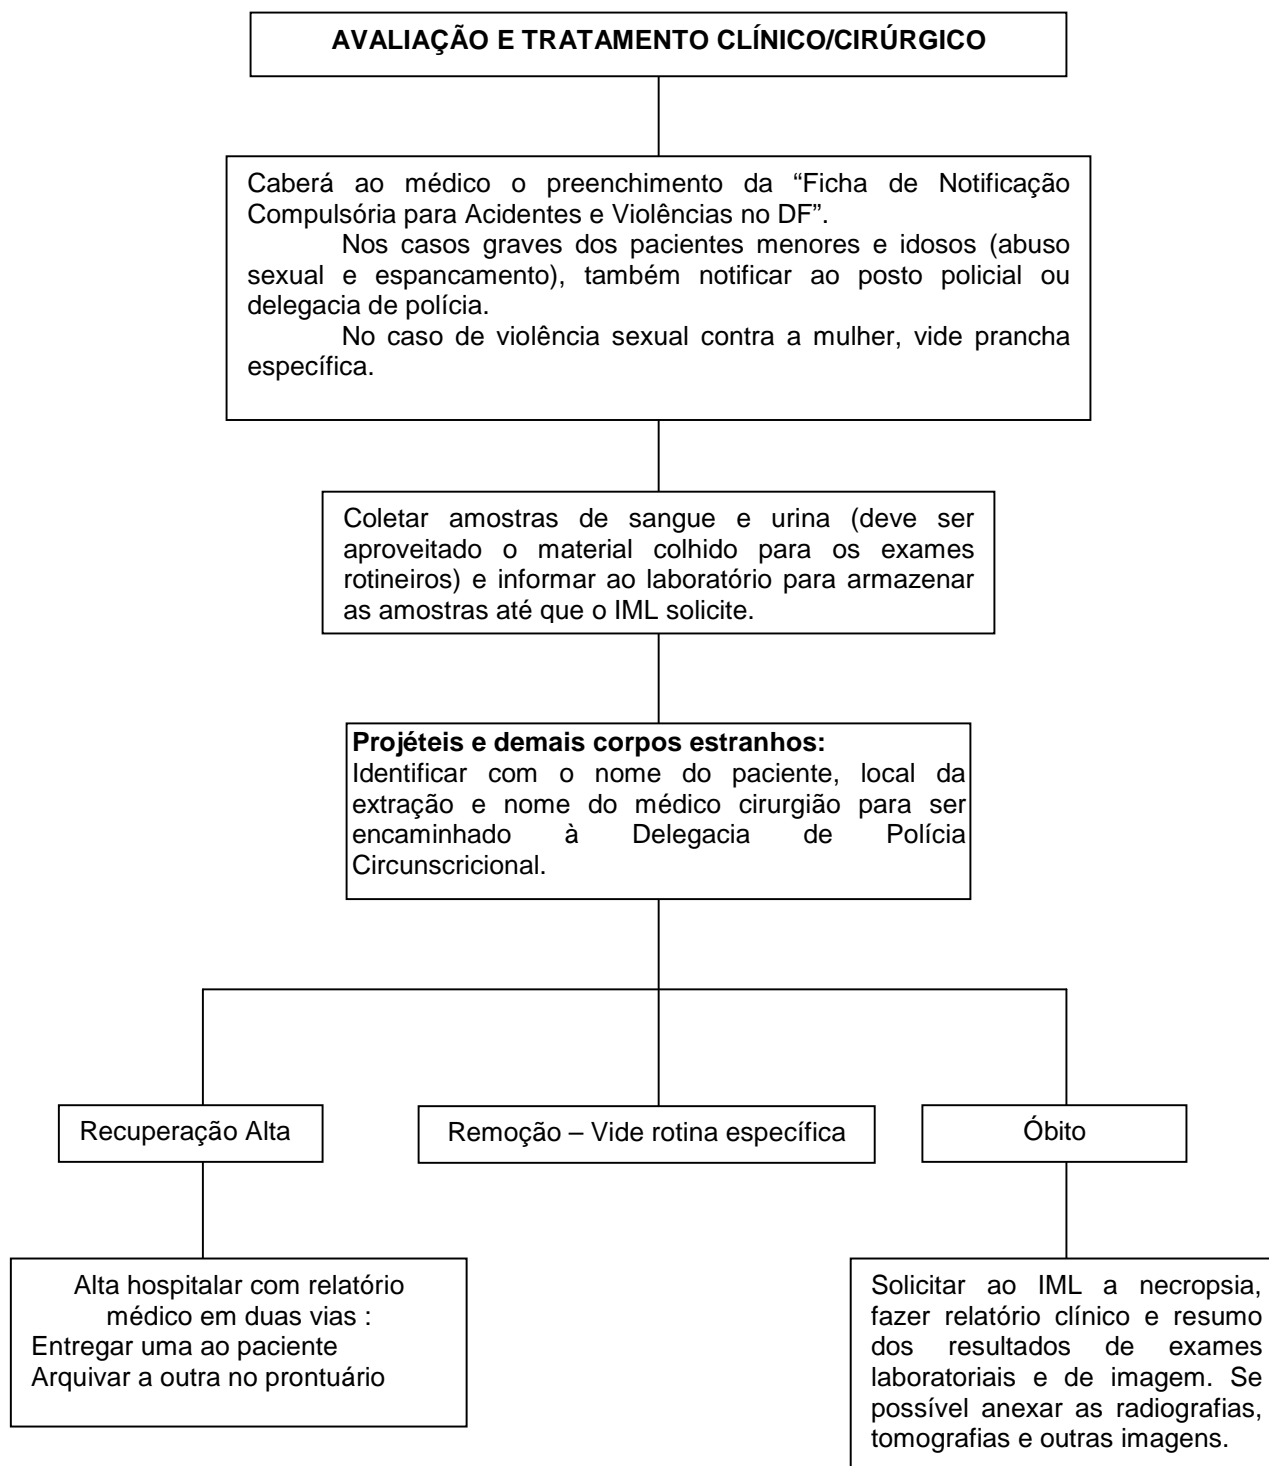 AVALIAÇÃO E TRATAMENTO CLÍNICO/CIRÚRGICO
Caberá ao médico o preenchimento da “Ficha de Notificação
Compulsória para Acidentes e Violências no DF”.
Nos casos graves dos pacientes menores e idosos (abuso
sexual e espancamento), também notificar ao posto policial ou
delegacia de polícia.
No caso de violência sexual contra a mulher, vide prancha
específica.
Coletar amostras de sangue e urina (deve ser
aproveitado o material colhido para os exames
rotineiros) e informar ao laboratório para armazenar
as amostras até que o IML solicite.
Projéteis e demais corpos estranhos:
Identificar com o nome do paciente, local da
extração e nome do médico cirurgião para ser
encaminhado à Delegacia de Polícia
Circunscricional.
Recuperação Alta
Remoção – Vide rotina específica
Óbito
Alta hospitalar com relatório
médico em duas vias :
Entregar uma ao paciente
Arquivar a outra no prontuário
Solicitar ao IML a necropsia,
fazer relatório clínico e resumo
dos resultados de exames
laboratoriais e de imagem. Se
possível anexar as radiografias,
tomografias e outras imagens.